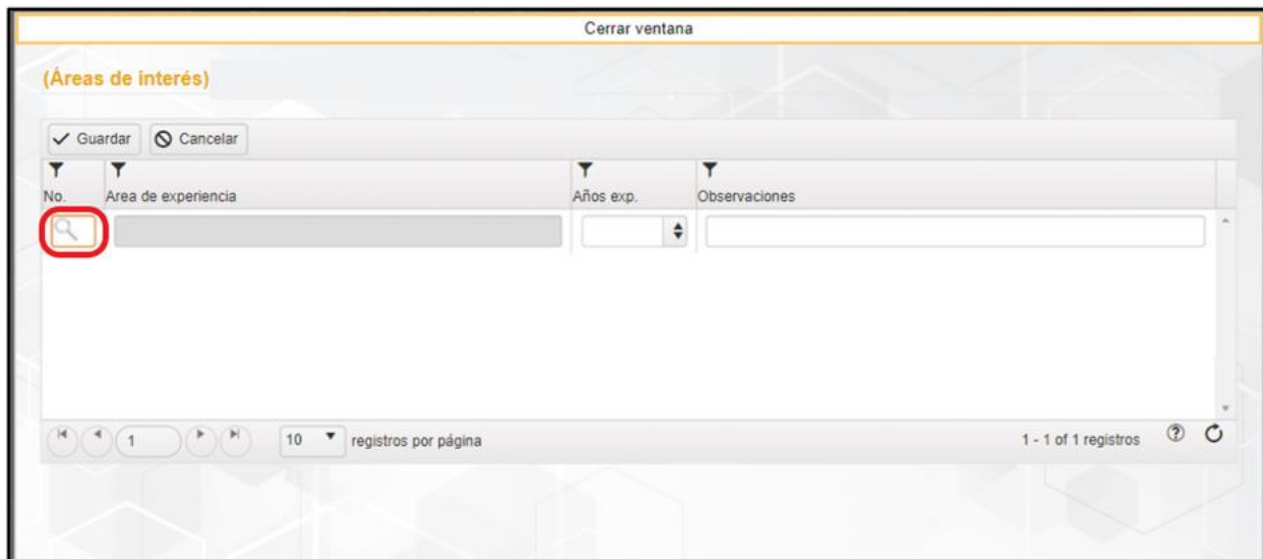 Cerrar ventana
(Áreas de interés)
Guardar Cancelar
No. Area de experiencia Años exp. Observaciones
1 10 registros por página 1 - 1 of 1 registros ?